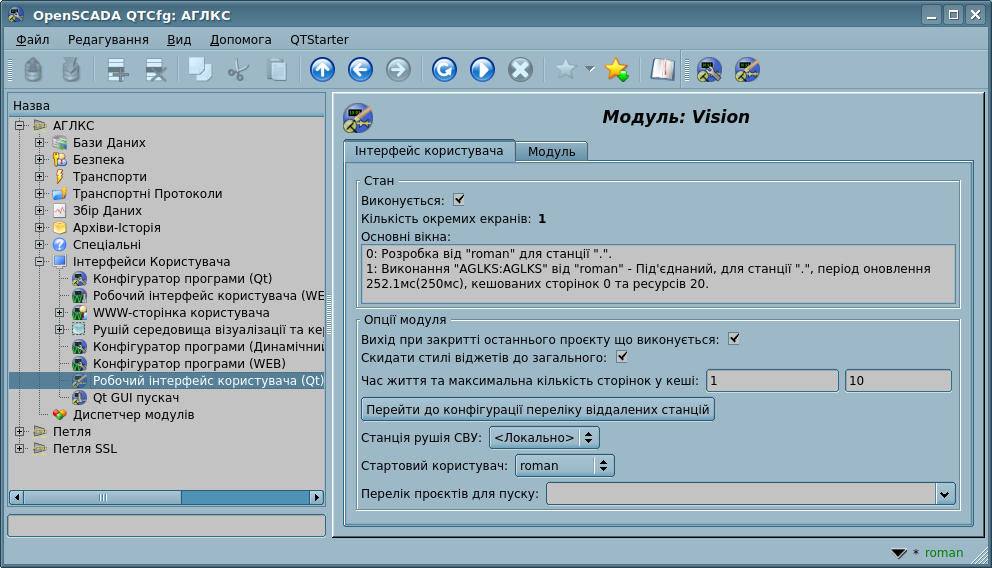 OpenSCADA QTCfg: АГЛКС
Файл Редагування Вид Допомога QTStarter
Назва
АГЛКС
Бази Даних
Безпека
Транспорти
Транспортні Протоколи
Збір Даних
Архіви-Історія
Спеціальні
Інтерфейси Користувача
Конфігуратор програми (Qt)
Робочий інтерфейс користувача (WE
WWW-сторінка користувача
Рушій середовища візуалізації та кер
Конфігуратор програми (Динамічний
Конфігуратор програми (WEB)
Робочий інтерфейс користувача (Qt)
Qt GUI пускач
Диспетчер модулів
Петля
Петля SSL
Модуль: Vision
Інтерфейс користувача Модуль
Стан
Виконується:
Кількість окремих екранів: 1
Основні вікна:
0: Розробка від "roman" для станції ".".
1: Виконання "AGLKS:AGLKS" від "roman" - Під'єднаний, для станції ".", період оновлення
252.1мс(250мс), кешованих сторінок 0 та ресурсів 20.
Опції модуля
Вихід при закритті останнього проєкту що виконується:
Скидати стилі віджетів до загального:
Час життя та максимальна кількість сторінок у кеші: 1 10
Перейти до конфігурації переліку віддалених станцій
Станція рушія СВУ: <Локально>
Стартовий користувач: roman
Перелік проєктів для пуску:
* roman